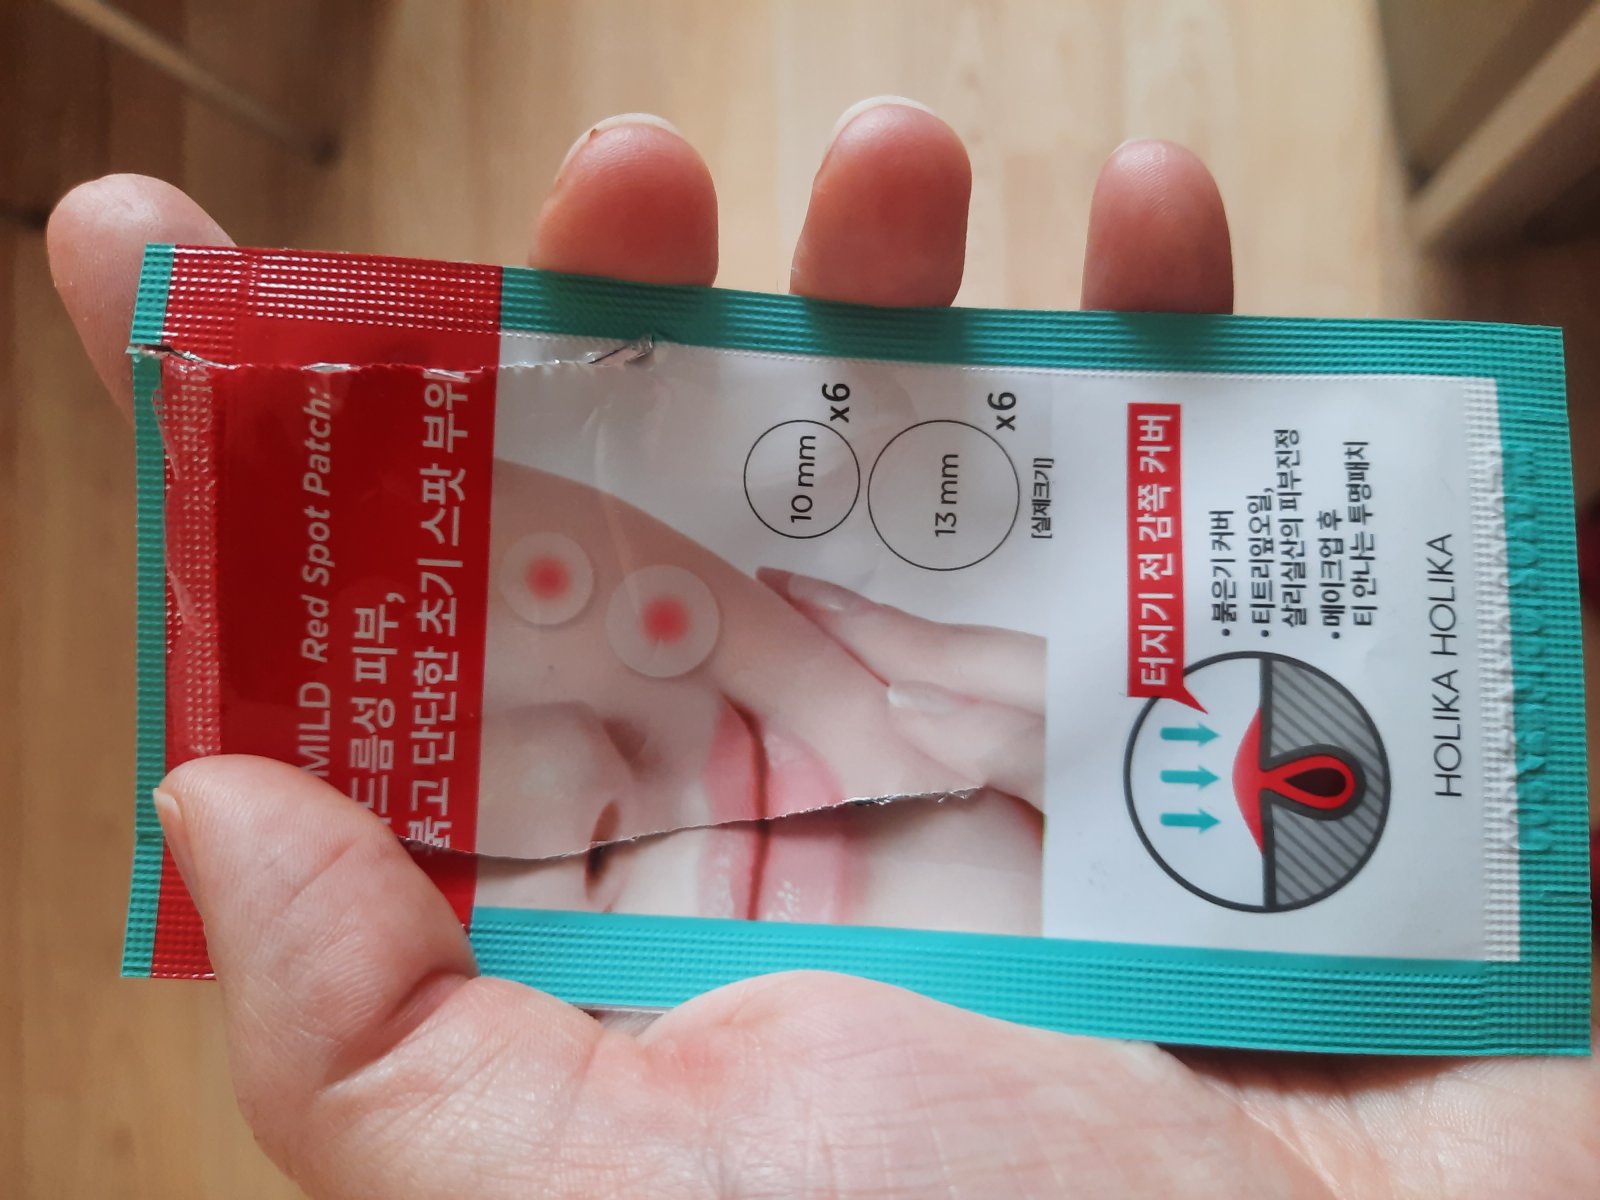 MILD Red Spot Patch:
드름성 피부,
붉고 단단한 초기 스팟 부위
10 mm
x6
13 mm
x6
[실제크기]
터지기 전 감쪽 커버
• 붉은기 커버
• 티트리잎오일,
살리실산의 피부진정
• 메이크업 후
티 안나는 투명패치
HOLIKA HOLIKA